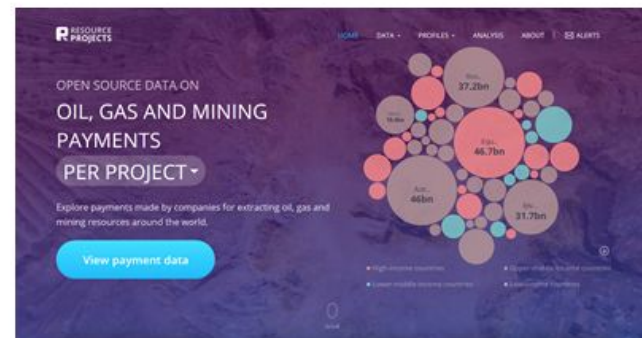 RESOURCE
PROJECTS
HOME DATA PROFILES ANALYSIS ABOUT ALERTS
OPEN SOURCE DATA ON
OIL, GAS AND MINING
PAYMENTS
PER PROJECT
Explore payments made by companies for extracting oil, gas and
mining resources around the world.
View payment data
37.2bn
Equ...
46.7bn
46bn
31.7bn
High-income countries
Upper-middle income countries
Lower-middle income countries
Low-income countries